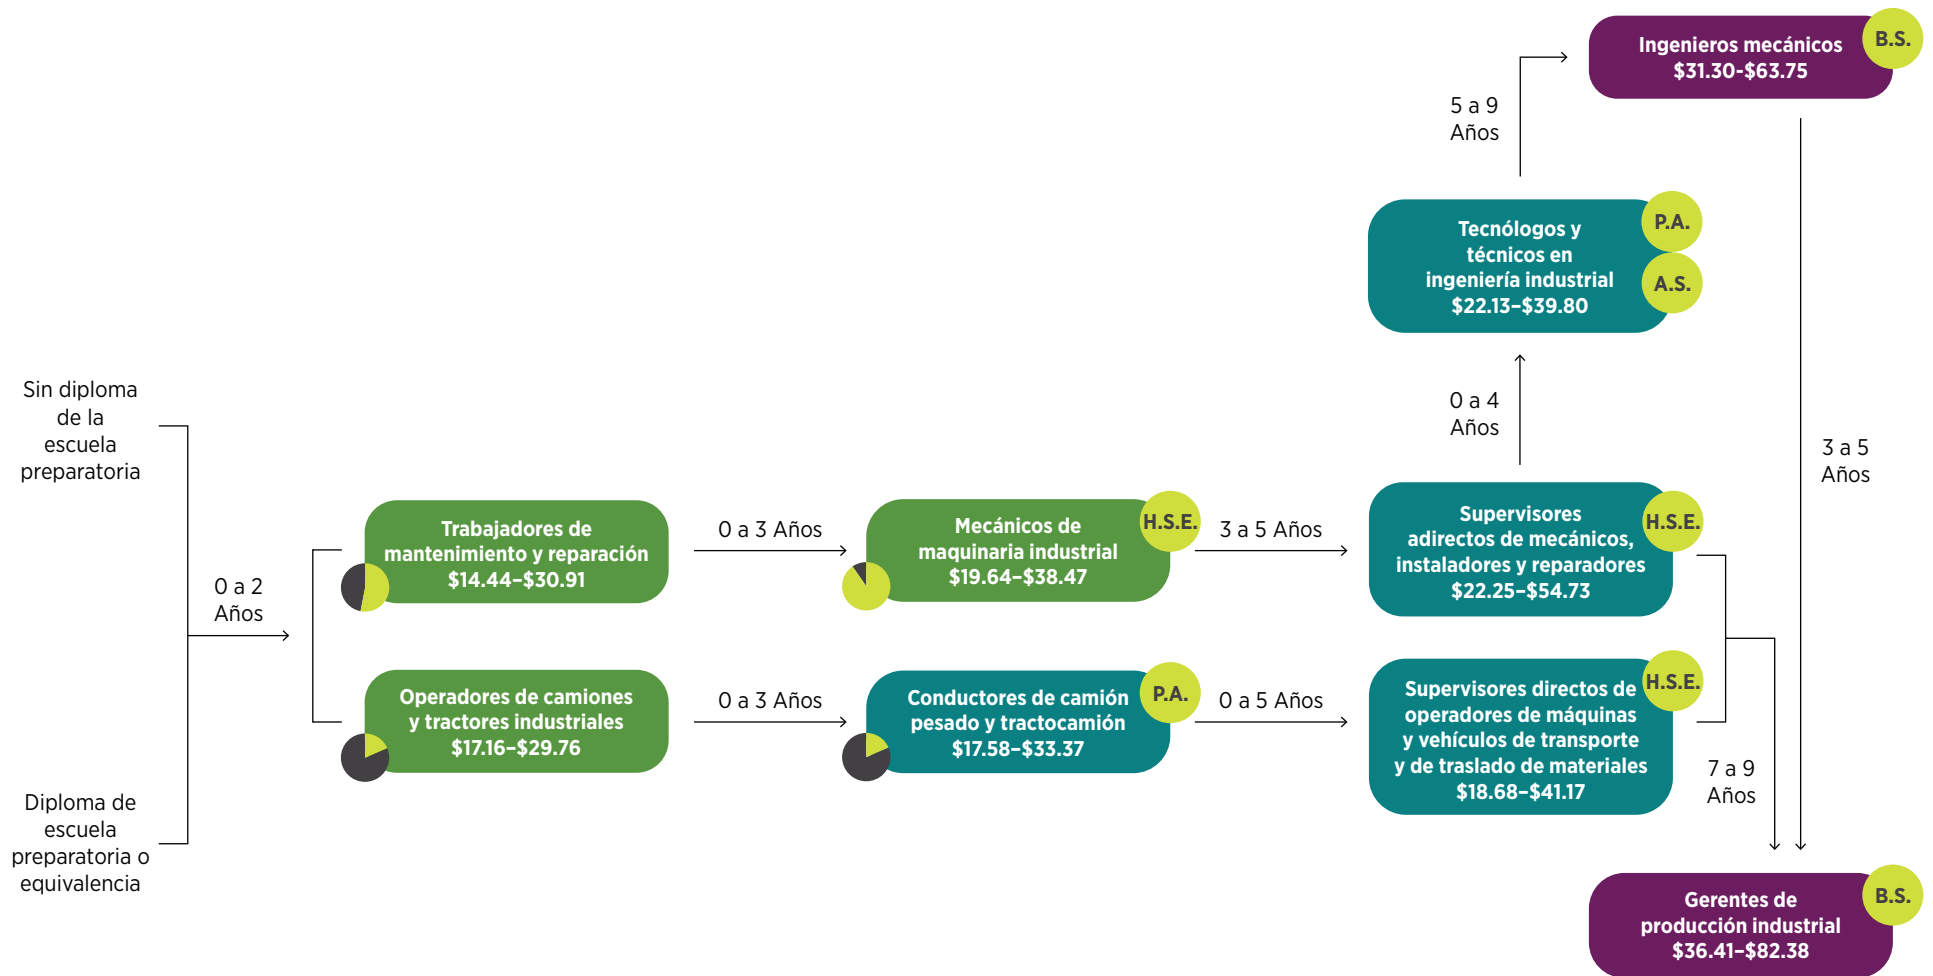 Ingenieros mecánicos
$31.30-$63.75
B.S.
5 a 9
Años
Tecnólogos y
técnicos en
ingeniería industrial
$22.13–$39.80
P.A.
A.S.
0 a 4
Años
3 a 5
Años
Sin diploma
de la
escuela
preparatoria
0 a 2
Años
Diploma de
escuela
preparatoria o
equivalencia
Trabajadores de
mantenimiento y reparación
$14.44–$30.91
0 a 3 Años
Mecánicos de
maquinaria industrial
$19.64–$38.47
H.S.E.
3 a 5 Años
Supervisores
adirectos de mecánicos,
instaladores y reparadores
$22.25–$54.73
H.S.E.
Operadores de camiones
y tractores industriales
$17.16–$29.76
0 a 3 Años
Conductores de camión
pesado y tractocamión
$17.58–$33.37
P.A.
0 a 5 Años
Supervisores directos de
operadores de máquinas
y vehículos de transporte
y de traslado de materiales
$18.68–$41.17
H.S.E.
7 a 9
Años
Gerentes de
producción industrial
$36.41–$82.38
B.S.